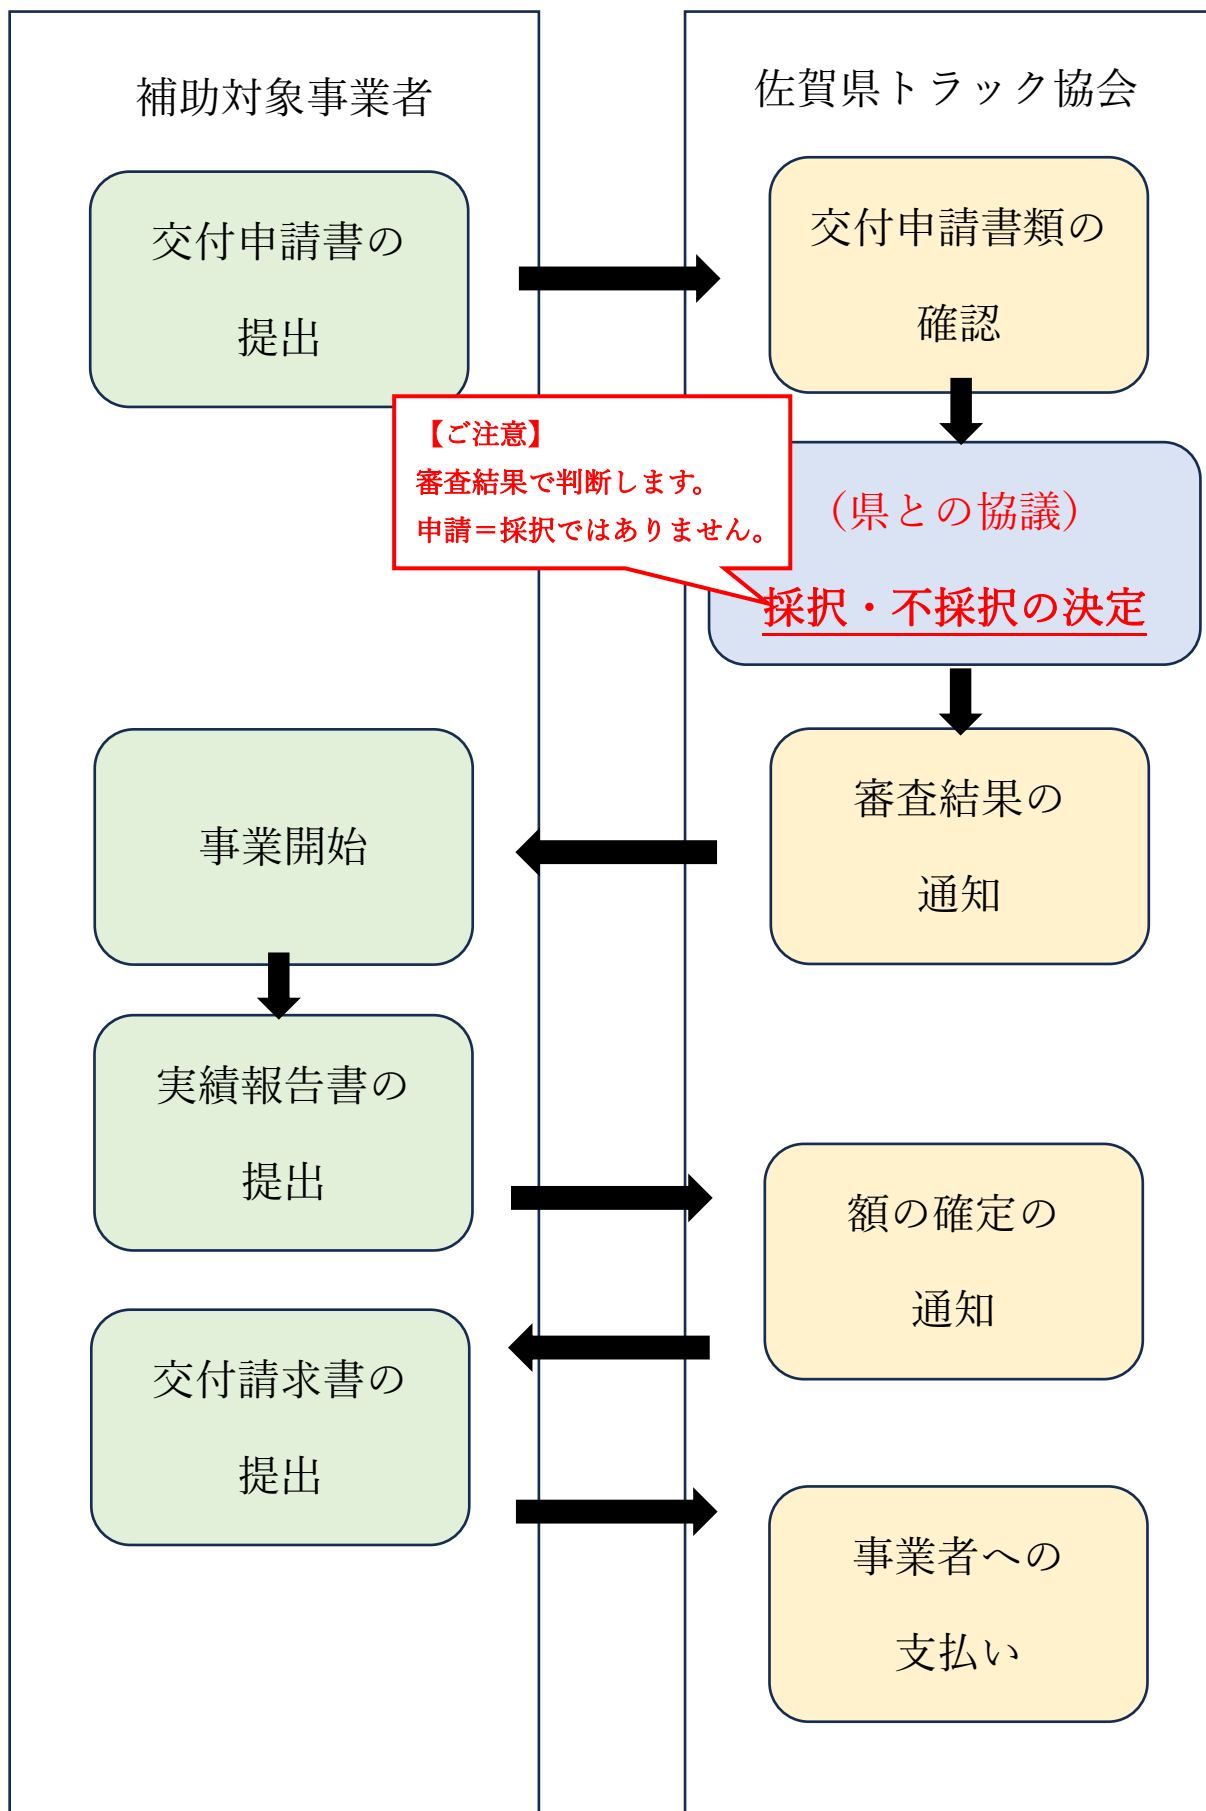 補助対象事業者
佐賀県トラック協会
交付申請書の
提出
交付申請書類の
確認
【ご注意】
審査結果で判断します。
申請＝採択ではありません。
（県との協議）
採択・不採択の決定
審査結果の
通知
事業開始
実績報告書の
提出
額の確定の
通知
交付請求書の
提出
事業者への
支払い